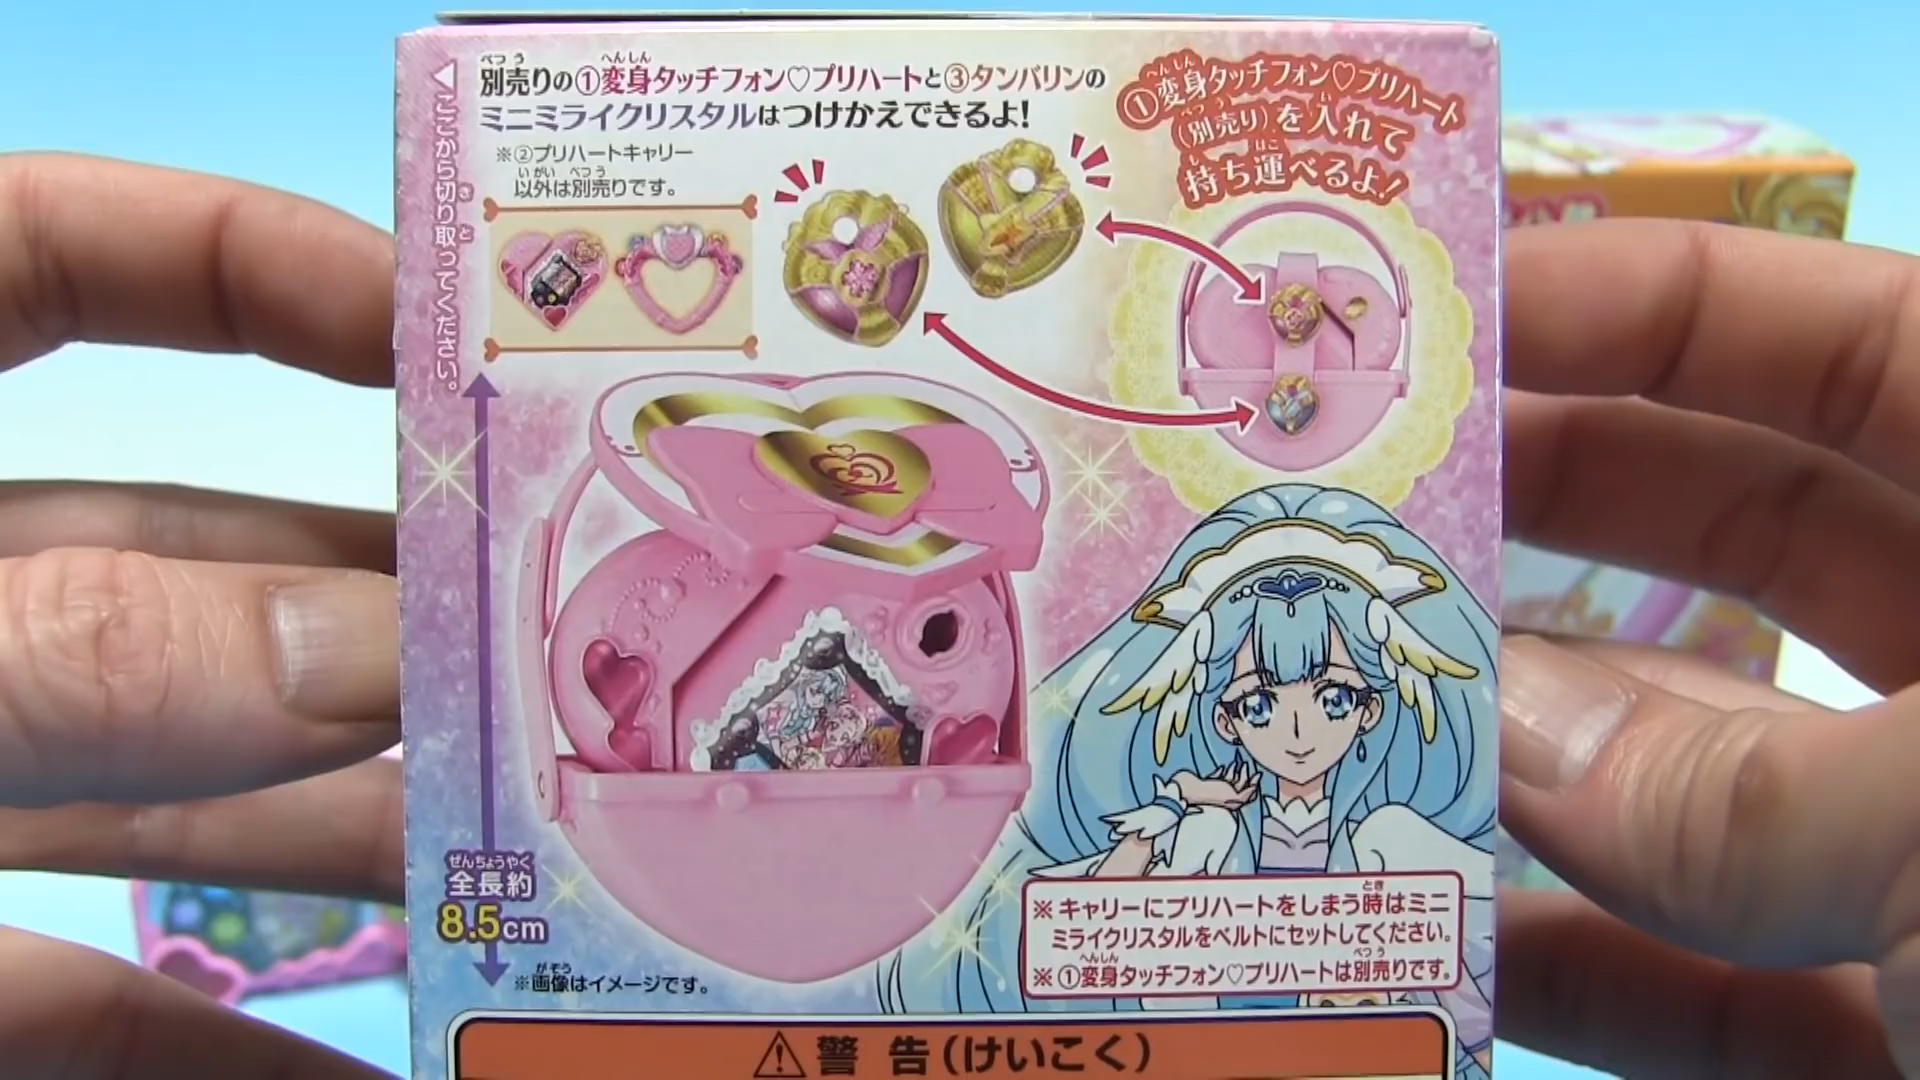 ◀ここから切り取ってください。
別売りの①変身タッチフォン♡プリハートと③タンバリンの
ミニミライクリスタルはつけかえできるよ!
※②プリハートキャリー
以外は別売りです。
①変身タッチフォン♡プリハート
(別売り)を入れて
持ち運べるよ!
全長約
8.5cm
※画像はイメージです。
※キャリーにプリハートをしまう時はミニ
ミライクリスタルをベルトにセットしてください。
※①変身タッチフォン♡プリハートは別売りです。
⚠警告(けいこく)